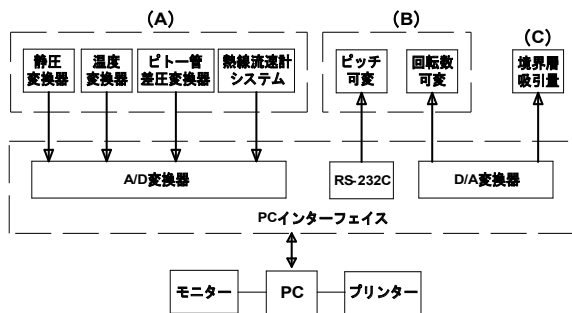 (A)
(B)
(C)
静圧
変換器
温度
変換器
ピトー管
差圧変換器
熱線流速計
システム
ピッチ
可変
回転数
可変
境界層
吸引量
A/D変換器
RS-232C
D/A変換器
PCインターフェイス
モニター
PC
プリンター